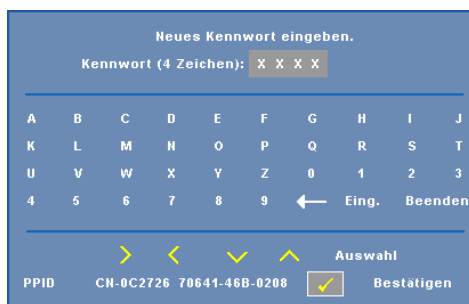 Neues Kennwort eingeben.
Kennwort (4 Zeichen): X X X X
A B C D E F G H I J
K L M N O P Q R S T
U V W X Y Z 0 1 2 3
4 5 6 7 8 9 Eing. Beenden
Auswahl
PPID CN-0C2726 70641-46B-0208 Bestätigen